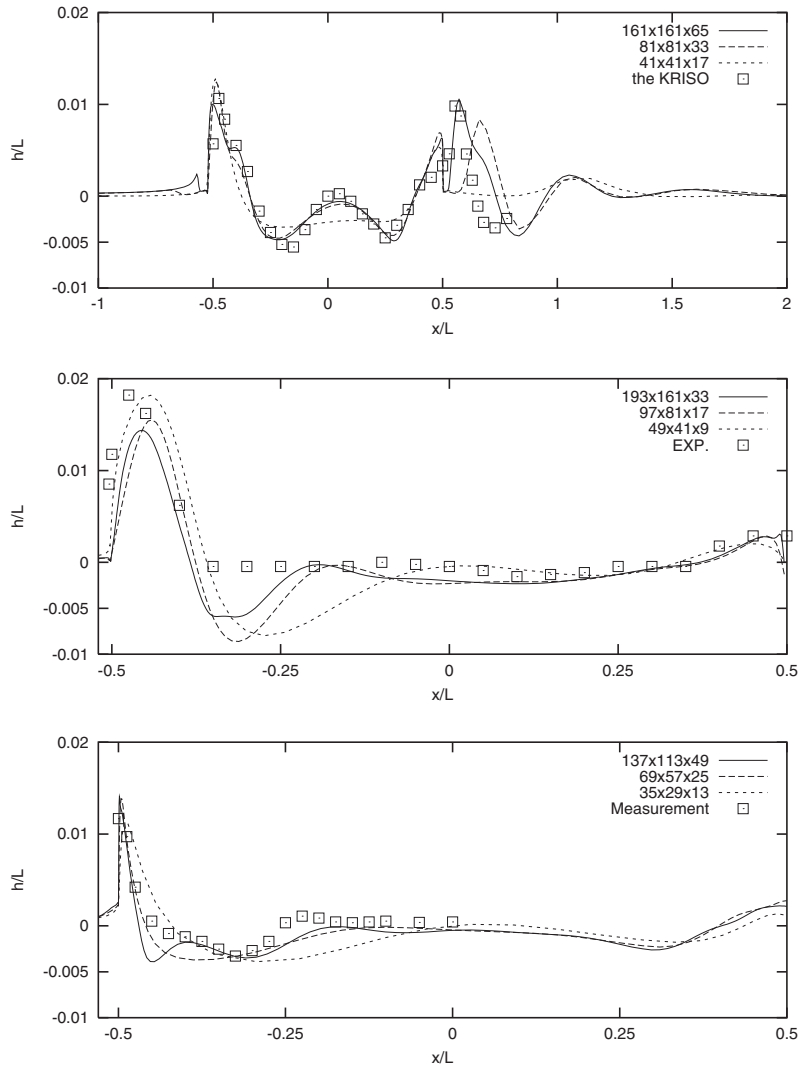 0.02
161x161x65
81x81x33
41x41x17
the KRISO
0.01
h/L
0
-0.005
-0.01
-1 -0.5 0 0.5 1 1.5 2
x/L
0.02
193x161x33
97x81x17
49x41x9
EXP.
0.01
h/L
0
-0.005
-0.01
-0.5 -0.25 0 0.25 0.5
x/L
0.02
137x113x49
69x57x25
35x29x13
Measurement
0.01
h/L
0
-0.005
-0.01
-0.5 -0.25 0 0.25 0.5
x/L